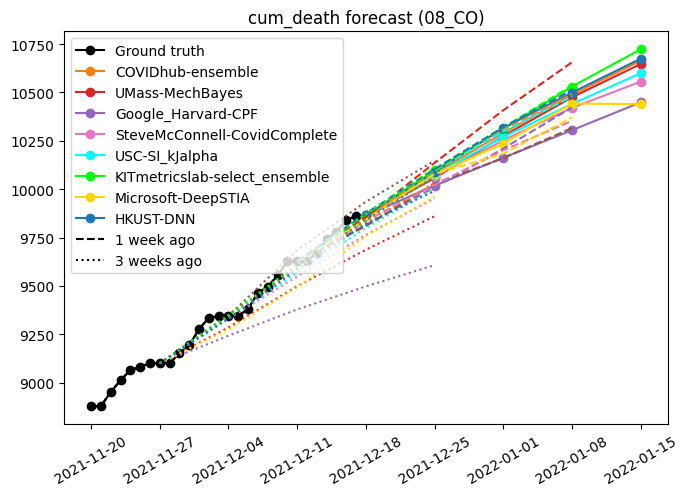 cum_death forecast (08_CO)
10750
10500
10250
10000
9750
9500
9250
9000
Ground truth
COVIDhub-ensemble
UMass-MechBayes
Google_Harvard-CPF
SteveMcConnell-CovidComplete
USC-SI_kJalpha
KITmetricslab-select_ensemble
Microsoft-DeepSTIA
HKUST-DNN
1 week ago
3 weeks ago
2021-11-20
2021-11-27
2021-12-04
2021-12-11
2021-12-18
2021-12-25
2022-01-01
2022-01-08
2022-01-15